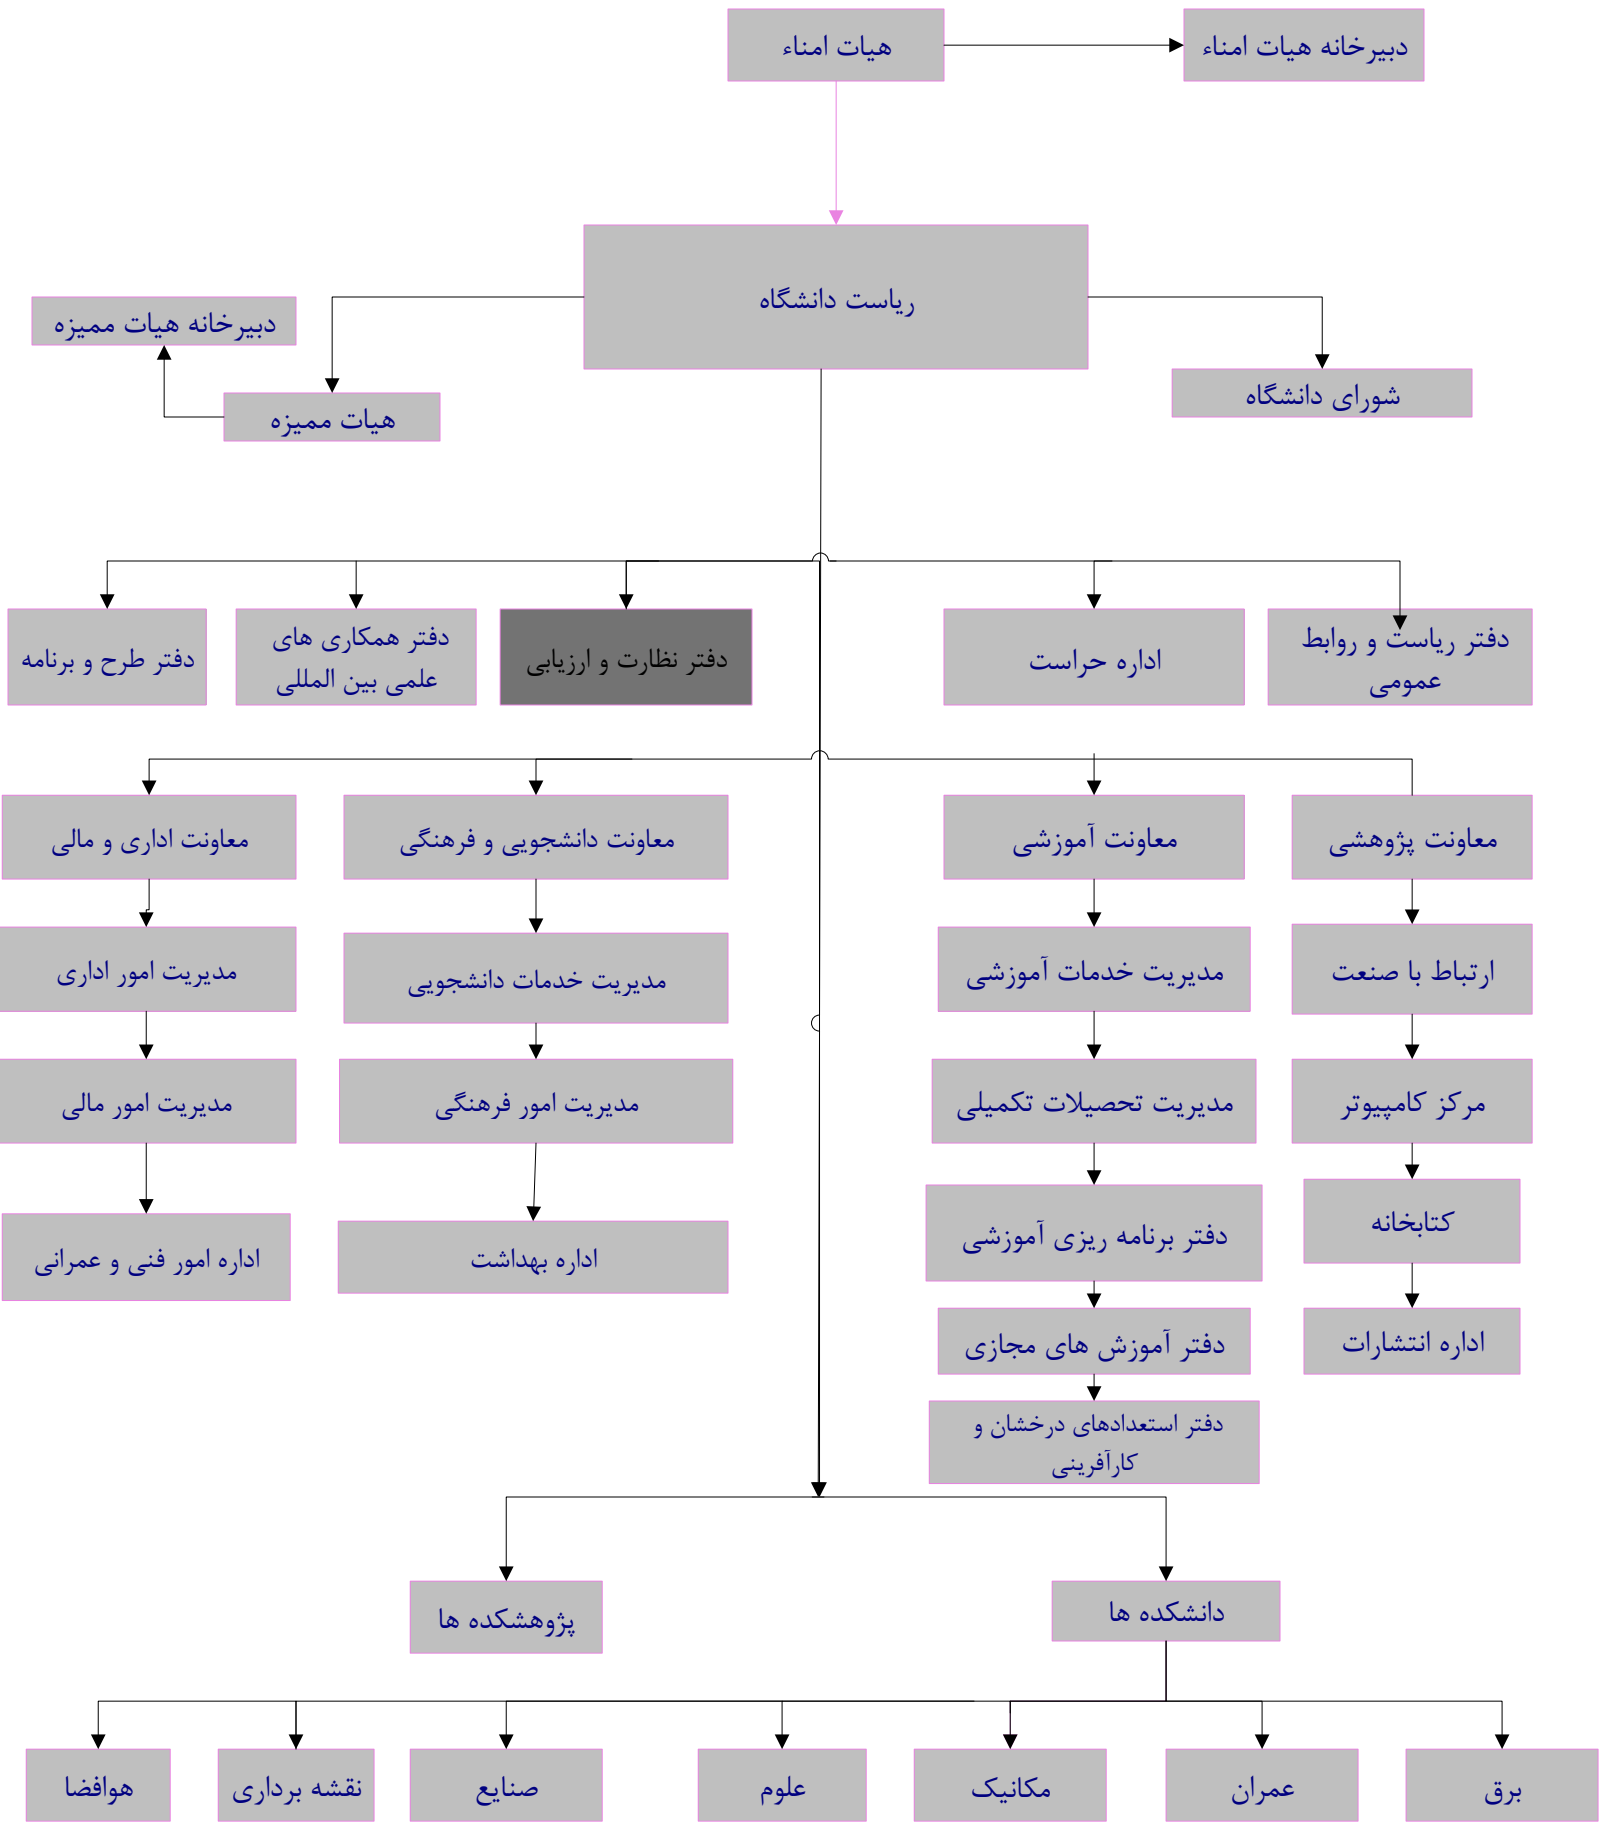 هیات امناء
دبیرخانه هیات امناء
ریاست دانشگاه
دبیرخانه هیات ممیزه
هیات ممیزه
شورای دانشگاه
دفتر ریاست و روابط
عمومی
اداره حراست
دفتر نظارت و ارزیابی
دفتر همکاری های
علمی بین المللی
دفتر طرح و برنامه
معاونت پژوهشی
معاونت آموزشی
معاونت دانشجویی و فرهنگی
معاونت اداری و مالی
ارتباط با صنعت
مدیریت خدمات آموزشی
مدیریت خدمات دانشجویی
مدیریت امور اداری
مرکز کامپیوتر
مدیریت تحصیلات تکمیلی
مدیریت امور فرهنگی
مدیریت امور مالی
کتابخانه
دفتر برنامه ریزی آموزشی
اداره بهداشت
اداره امور فنی و عمرانی
اداره انتشارات
دفتر آموزش های مجازی
دفتر استعدادهای درخشان و
کارآفرینی
دانشکده ها
پژوهشکده ها
برق
عمران
مکانیک
علوم
صنایع
نقشه برداری
هوافضا